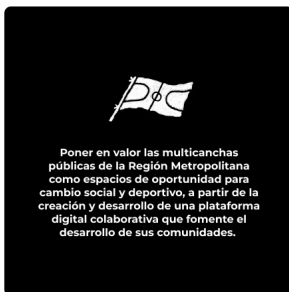 Poner en valor las multicanchas
públicas de la Región Metropolitana
como espacios de oportunidad para
cambio social y deportivo, a partir de la
creación y desarrollo de una plataforma
digital colaborativa que fomente el
desarrollo de sus comunidades.